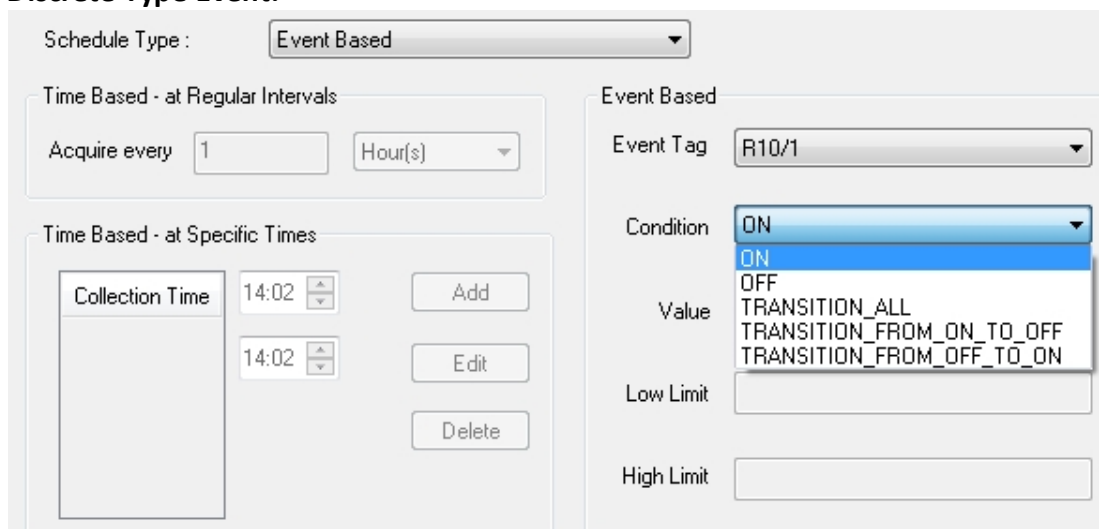 Discrete Type Event:
Schedule Type :
Event Based
Time Based - at Regular Intervals
Acquire every
1
Hour(s)
Time Based - at Specific Times
Collection Time
14:02
Add
14:02
Edit
Delete
Event Based
Event Tag
R10/1
Condition
ON
ON
OFF
TRANSITION_ALL
TRANSITION_FROM_ON_TO_OFF
TRANSITION_FROM_OFF_TO_ON
Value
Low Limit
High Limit